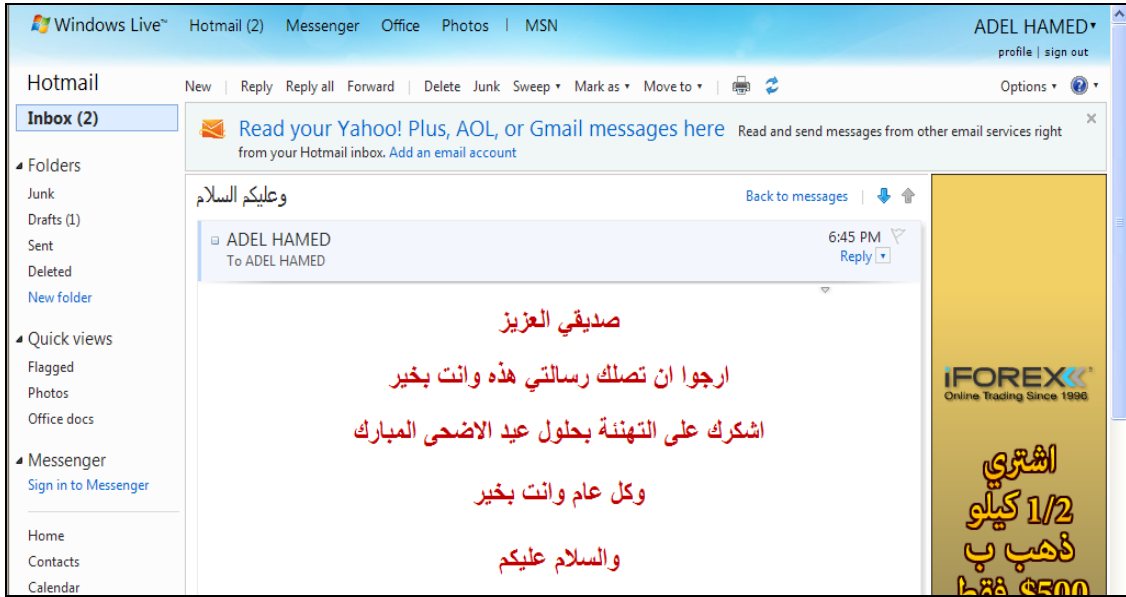 Windows Live™ Hotmail (2) Messenger Office Photos | MSN ADEL HAMED
profile | sign out
Hotmail
New | Reply Reply all Forward | Delete Junk Sweep Mark as Move to | Options
Inbox (2)
Read your Yahoo! Plus, AOL, or Gmail messages here Read and send messages from other email services right
from your Hotmail inbox. Add an email account
Folders
Junk
Drafts (1)
Sent
Deleted
New folder
Quick views
Flagged
Photos
Office docs
Messenger
Sign in to Messenger
Home
Contacts
Calendar
وعليكم السلام
Back to messages |
ADEL HAMED 6:45 PM
To ADEL HAMED Reply
صديقي العزيز
ارجوا ان تصلك رسالتي هذه وانت بخير
اشكرك على التهنئة بحلول عيد الاضحى المبارك
وكل عام وانت بخير
والسلام عليكم
iFOREX
Online Trading Since 1996
اشتري
1/2 كيلو
ذهب ب
500$ فقط